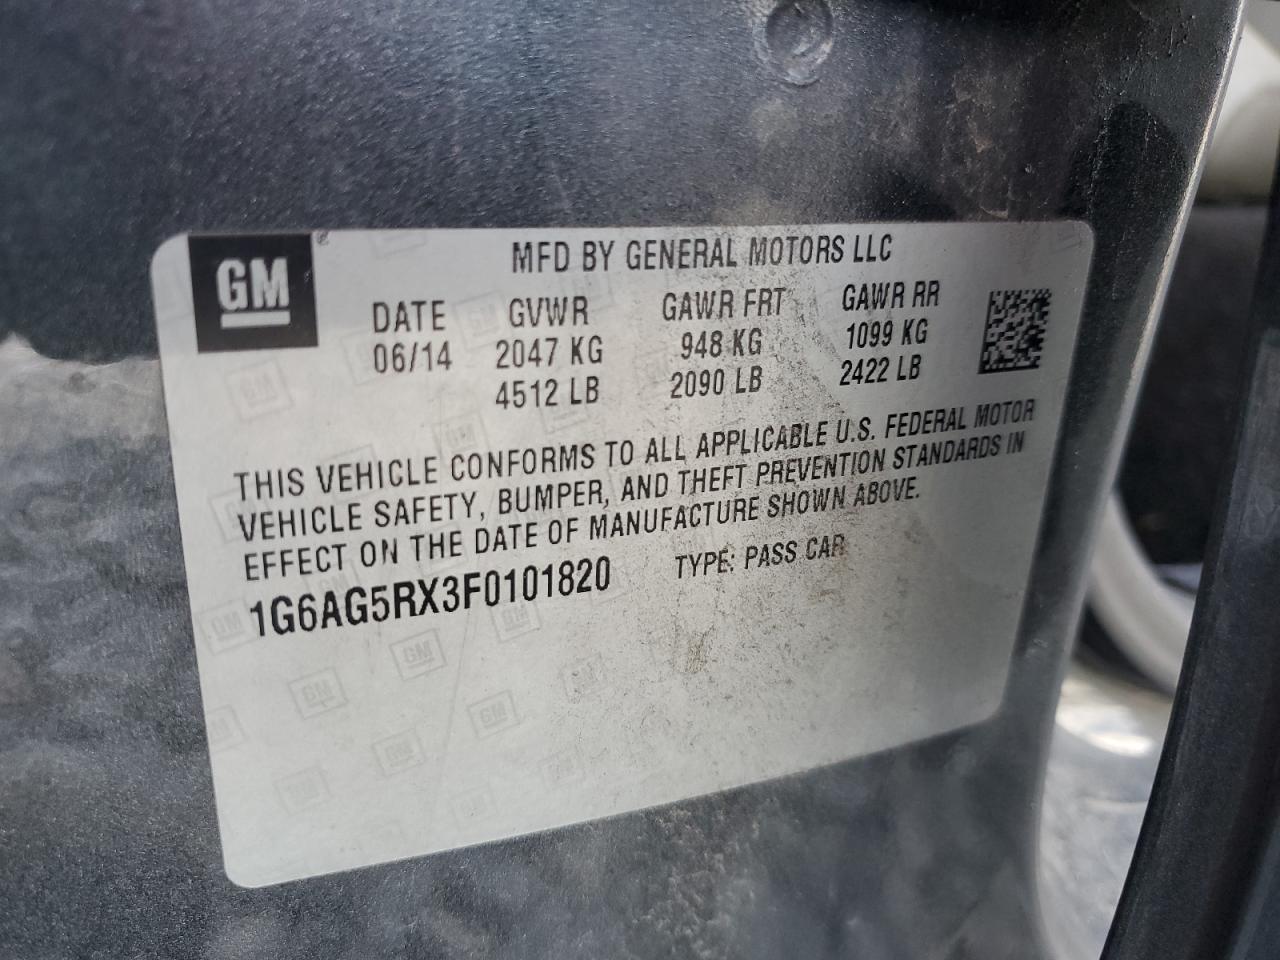 GM
MFD BY GENERAL MOTORS LLC
DATE GVWR GAWR FRT GAWR RR
06/14 2047 KG 948 KG 1099 KG
4512 LB 2090 LB 2422 LB
THIS VEHICLE CONFORMS TO ALL APPLICABLE U.S. FEDERAL MOTOR
VEHICLE SAFETY, BUMPER, AND THEFT PREVENTION STANDARDS IN
EFFECT ON THE DATE OF MANUFACTURE SHOWN ABOVE.
1G6AG5RX3F0101820 TYPE: PASS CAR